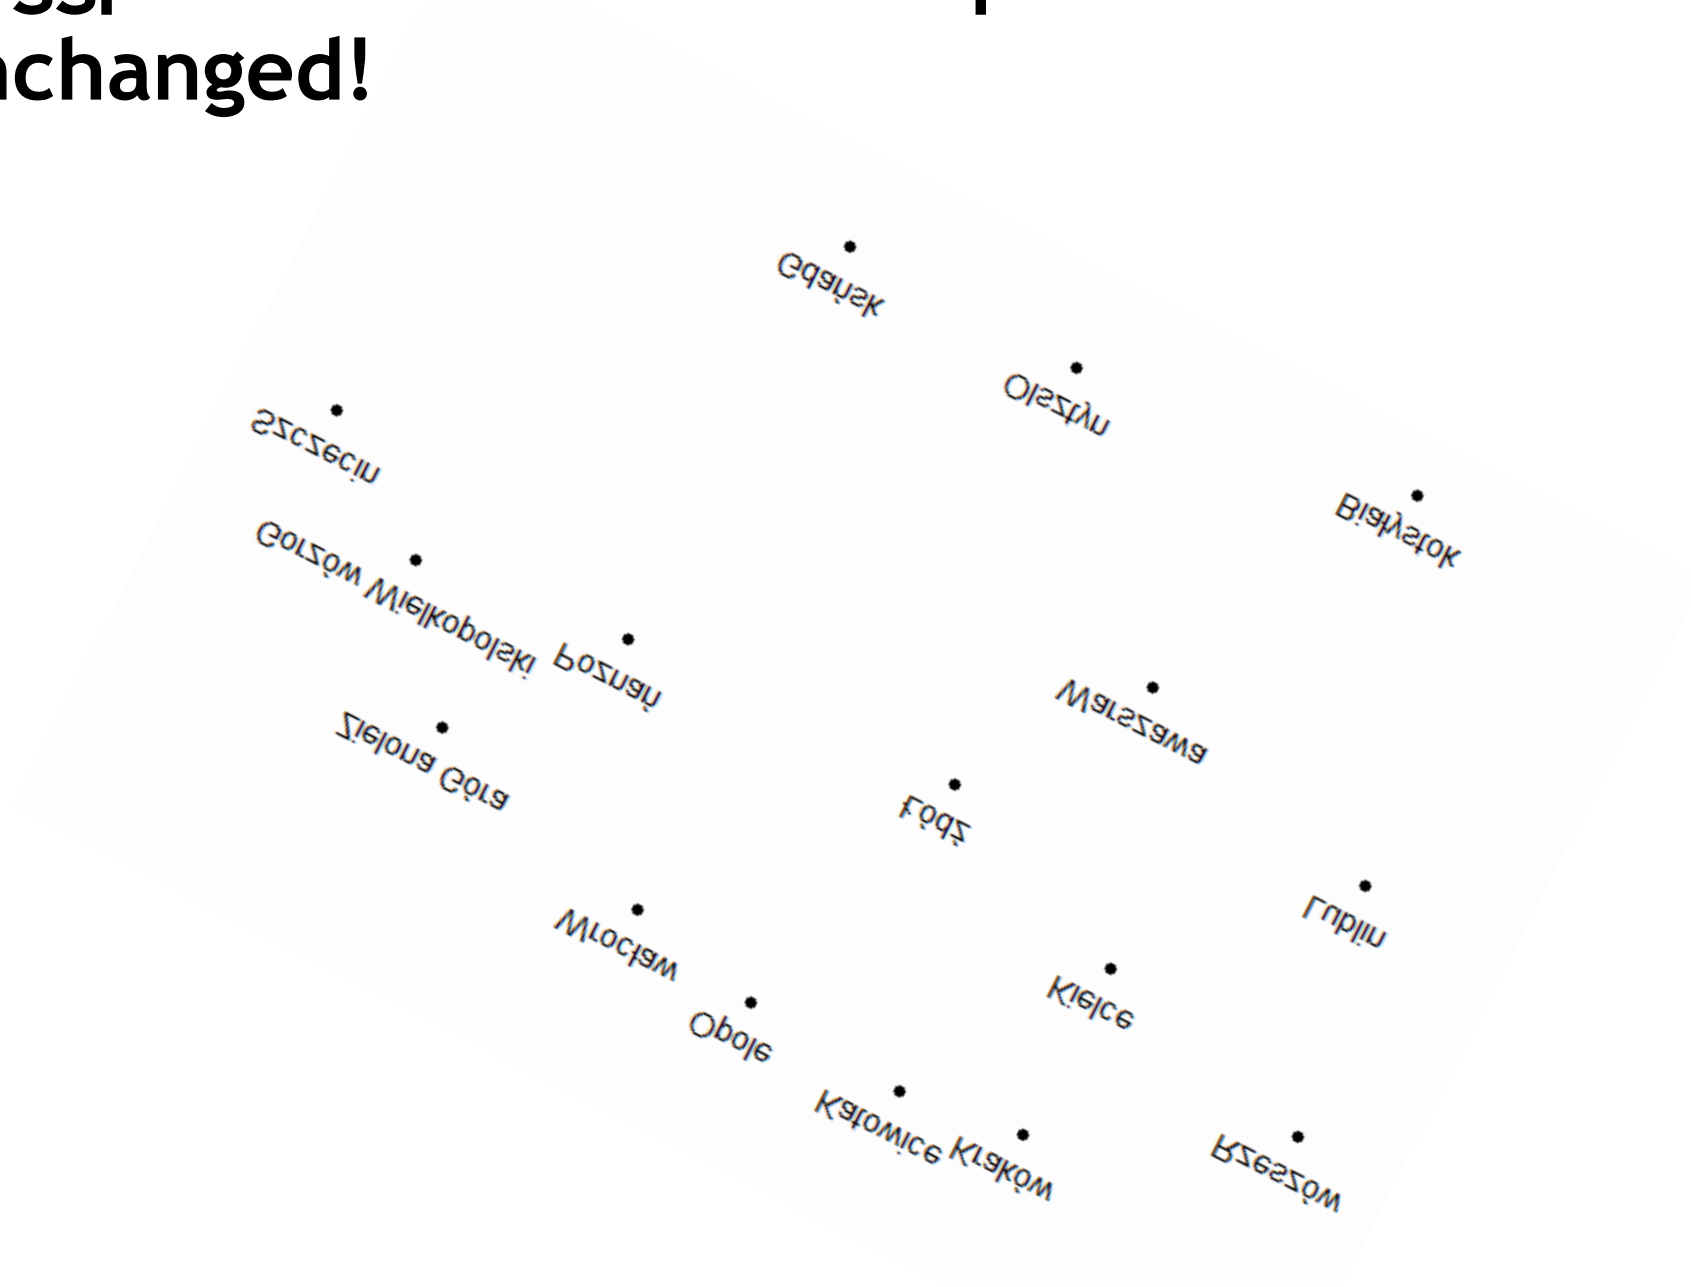 nchanged!
Gdańsk
Olsztyn
Szczecin
Białystok
Gorzów Wielkopolski
Poznań
Warszawa
Zielona Góra
Łódź
Lublin
Wrocław
Kielce
Opole
Katowice
Kraków
Rzeszów